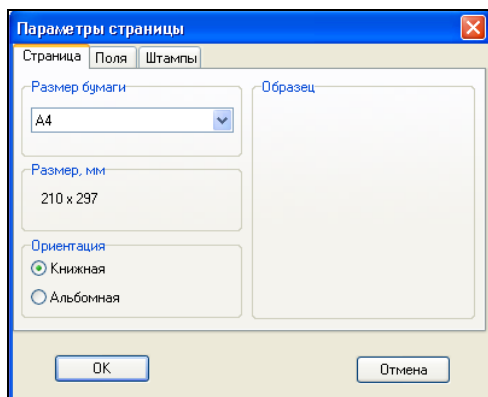 Параметры страницы
Страница Поля Штампы
Размер бумаги
A4
Размер, мм
210 x 297
Ориентация
Книжная
Альбомная
Образец
OK
Отмена